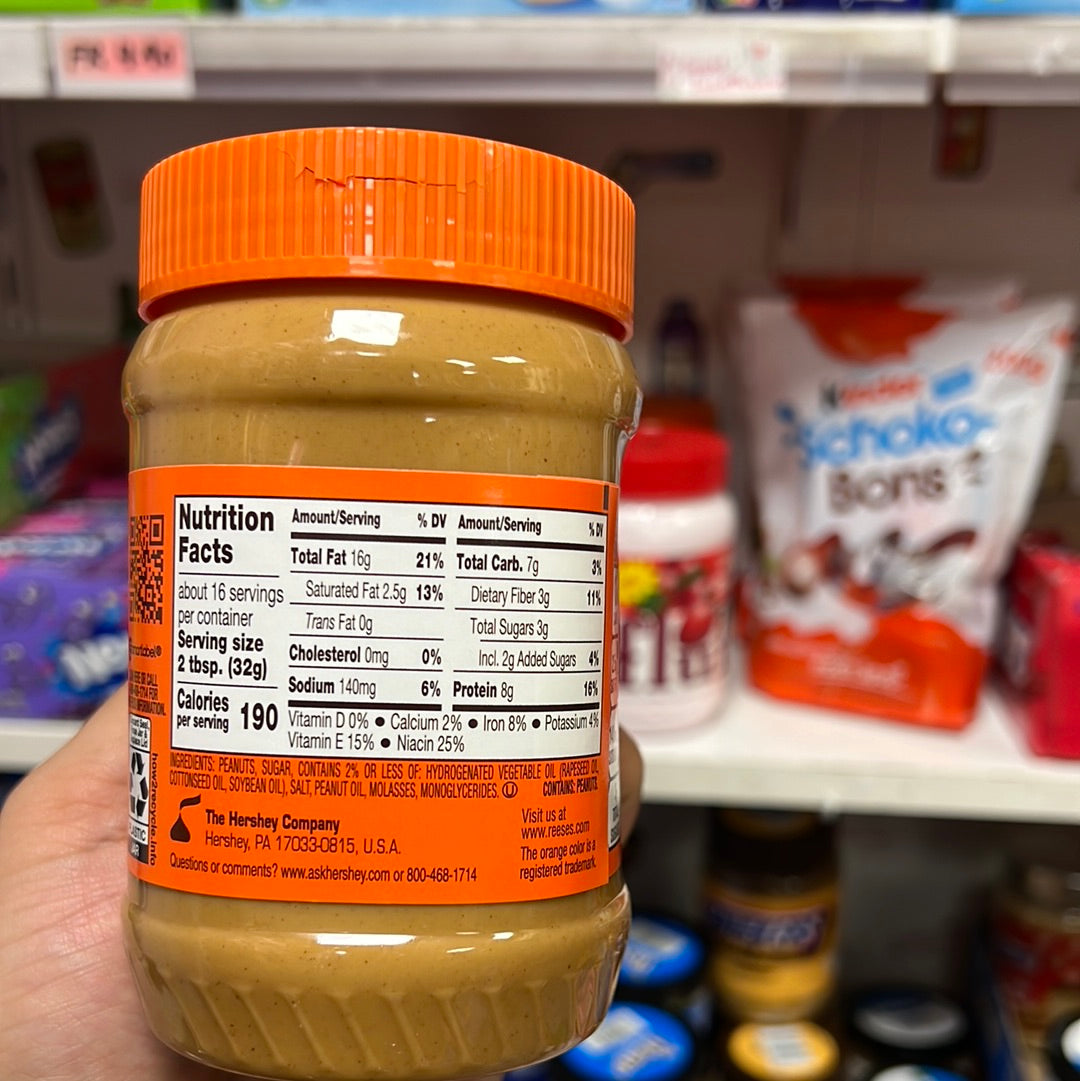 FR. 9.90
Kinder
Schoko-
Bons
Nutrition
Facts
about 16 servings
per container
Serving size
2 tbsp. (32g)
Calories
per serving 190
Amount/Serving % DV
Total Fat 16g 21%
Saturated Fat 2.5g 13%
Trans Fat 0g
Cholesterol 0mg 0%
Sodium 140mg 6%
Amount/Serving % DV
Total Carb. 7g 3%
Dietary Fiber 3g 11%
Total Sugars 3g
Incl. 2g Added Sugars 4%
Protein 8g 16%
Vitamin D 0% ● Calcium 2% ● Iron 8% ● Potassium 4%
Vitamin E 15% ● Niacin 25%
INGREDIENTS: PEANUTS, SUGAR, CONTAINS 2% OR LESS OF: HYDROGENATED VEGETABLE OIL (RAPESEED OIL,
COTTONSEED OIL, SOYBEAN OIL), SALT, PEANUT OIL, MOLASSES, MONOGLYCERIDES. Ⓤ CONTAINS: PEANUTS.
The Hershey Company
Hershey, PA 17033-0815, U.S.A.
Questions or comments? www.askhershey.com or 800-468-1714
Visit us at
www.reeses.com
The orange color is a
registered trademark.
how2recycle.info